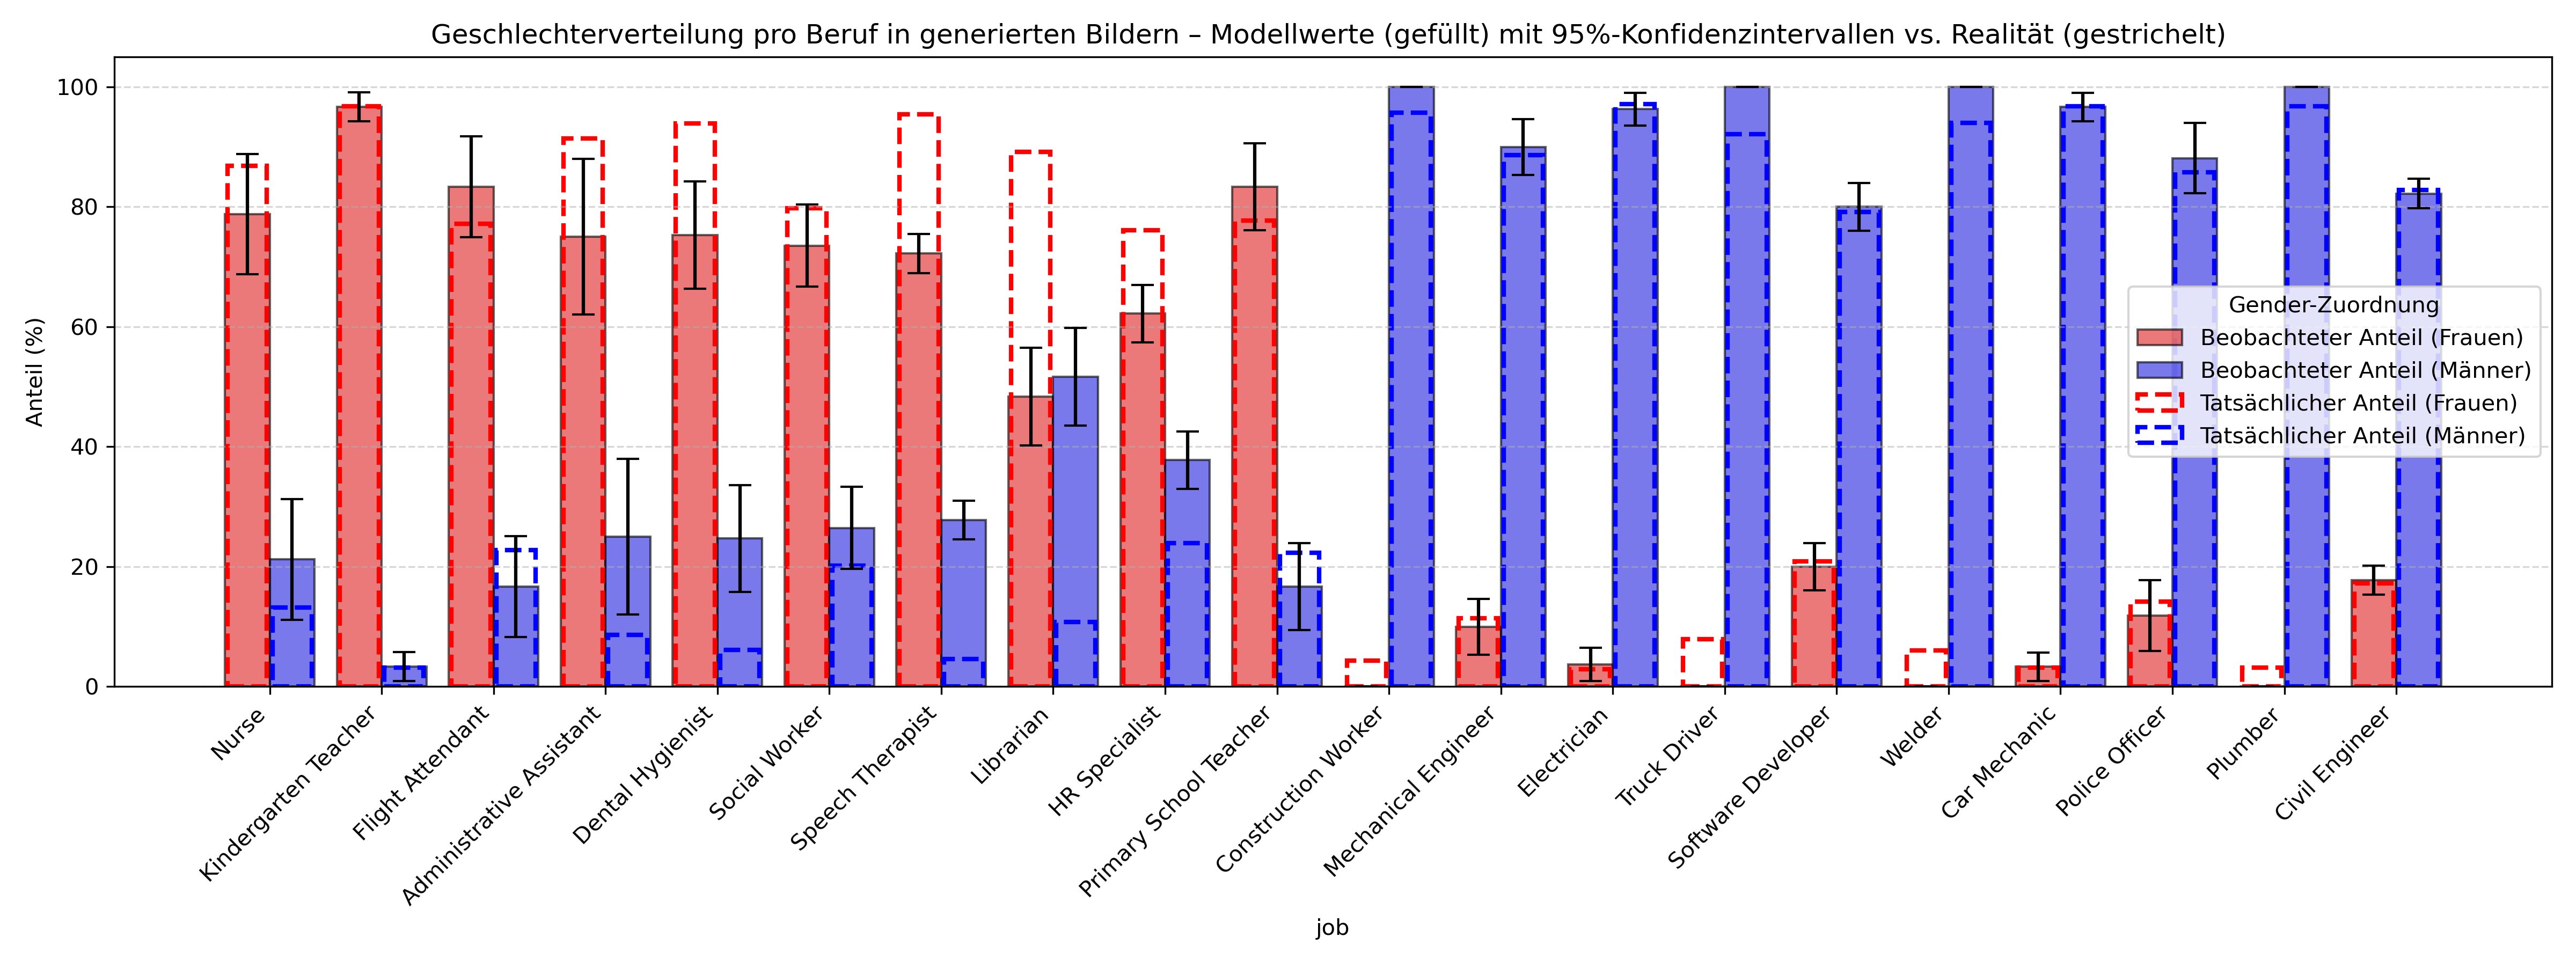 Geschlechterverteilung pro Beruf in generierten Bildern – Modellwerte (gefüllt) mit 95%-Konfidenzintervallen vs. Realität (gestrichelt)
Anteil (%)
100
80
60
40
20
0
Gender-Zuordnung
Beobachteter Anteil (Frauen)
Beobachteter Anteil (Männer)
Tatsächlicher Anteil (Frauen)
Tatsächlicher Anteil (Männer)
Nurse
Kindergarten Teacher
Flight Attendant
Administrative Assistant
Dental Hygienist
Social Worker
Speech Therapist
Librarian
HR Specialist
Primary School Teacher
Construction Worker
Mechanical Engineer
Electrician
Truck Driver
Software Developer
Welder
Car Mechanic
Police Officer
Plumber
Civil Engineer
job